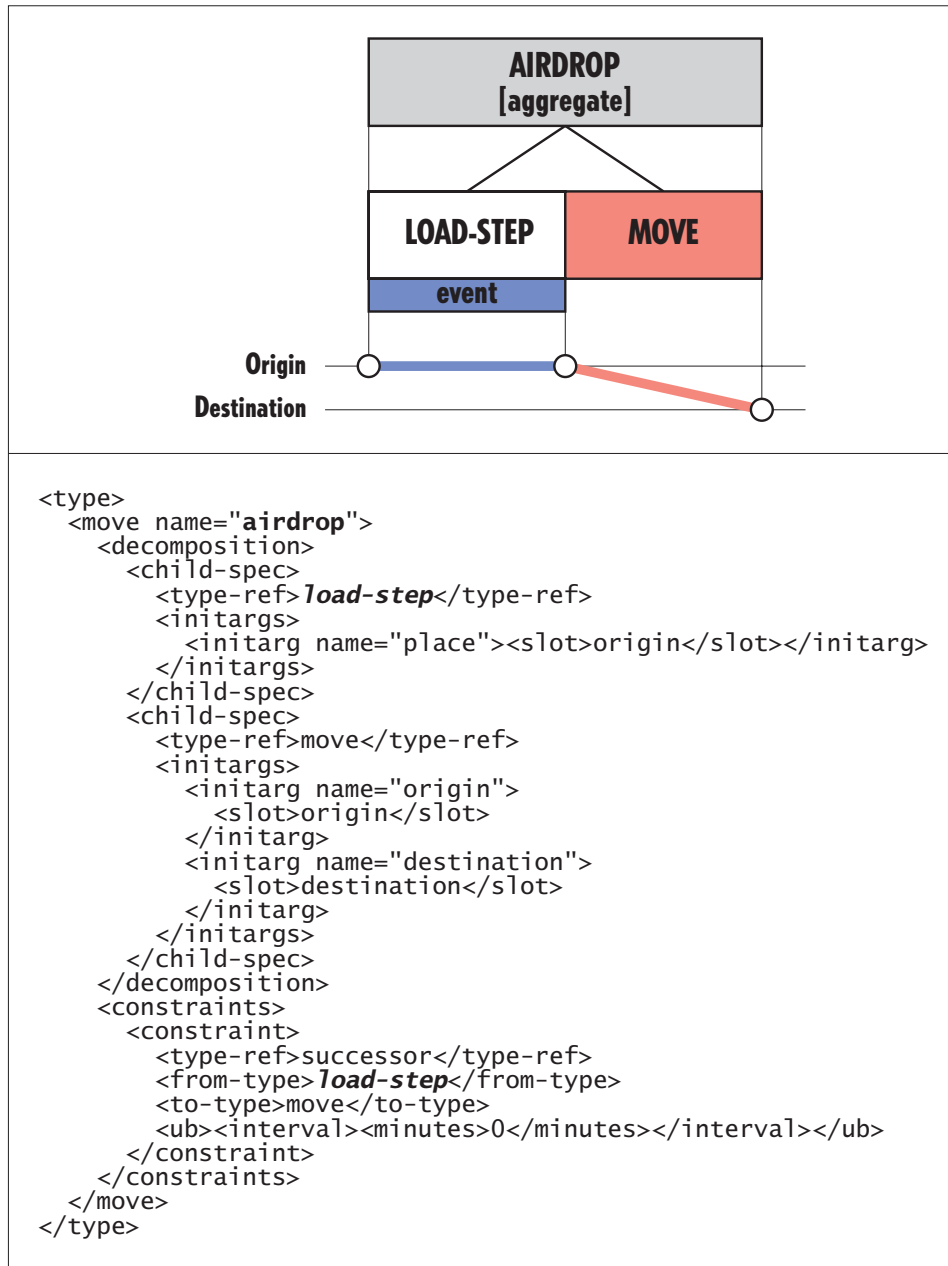 AIRDROP
[aggregate]
LOAD-STEP
MOVE
event
Origin
Destination
<type>
  <move name="airdrop">
    <decomposition>
      <child-spec>
        <type-ref>load-step</type-ref>
        <initargs>
          <initarg name="place"><slot>origin</slot></initarg>
        </initargs>
      </child-spec>
      <child-spec>
        <type-ref>move</type-ref>
        <initargs>
          <initarg name="origin">
            <slot>origin</slot>
          </initarg>
          <initarg name="destination">
            <slot>destination</slot>
          </initarg>
        </initargs>
      </child-spec>
    </decomposition>
    <constraints>
      <constraint>
        <type-ref>successor</type-ref>
        <from-type>load-step</from-type>
        <to-type>move</to-type>
        <ub><interval><minutes>0</minutes></interval></ub>
      </constraint>
    </constraints>
  </move>
</type>